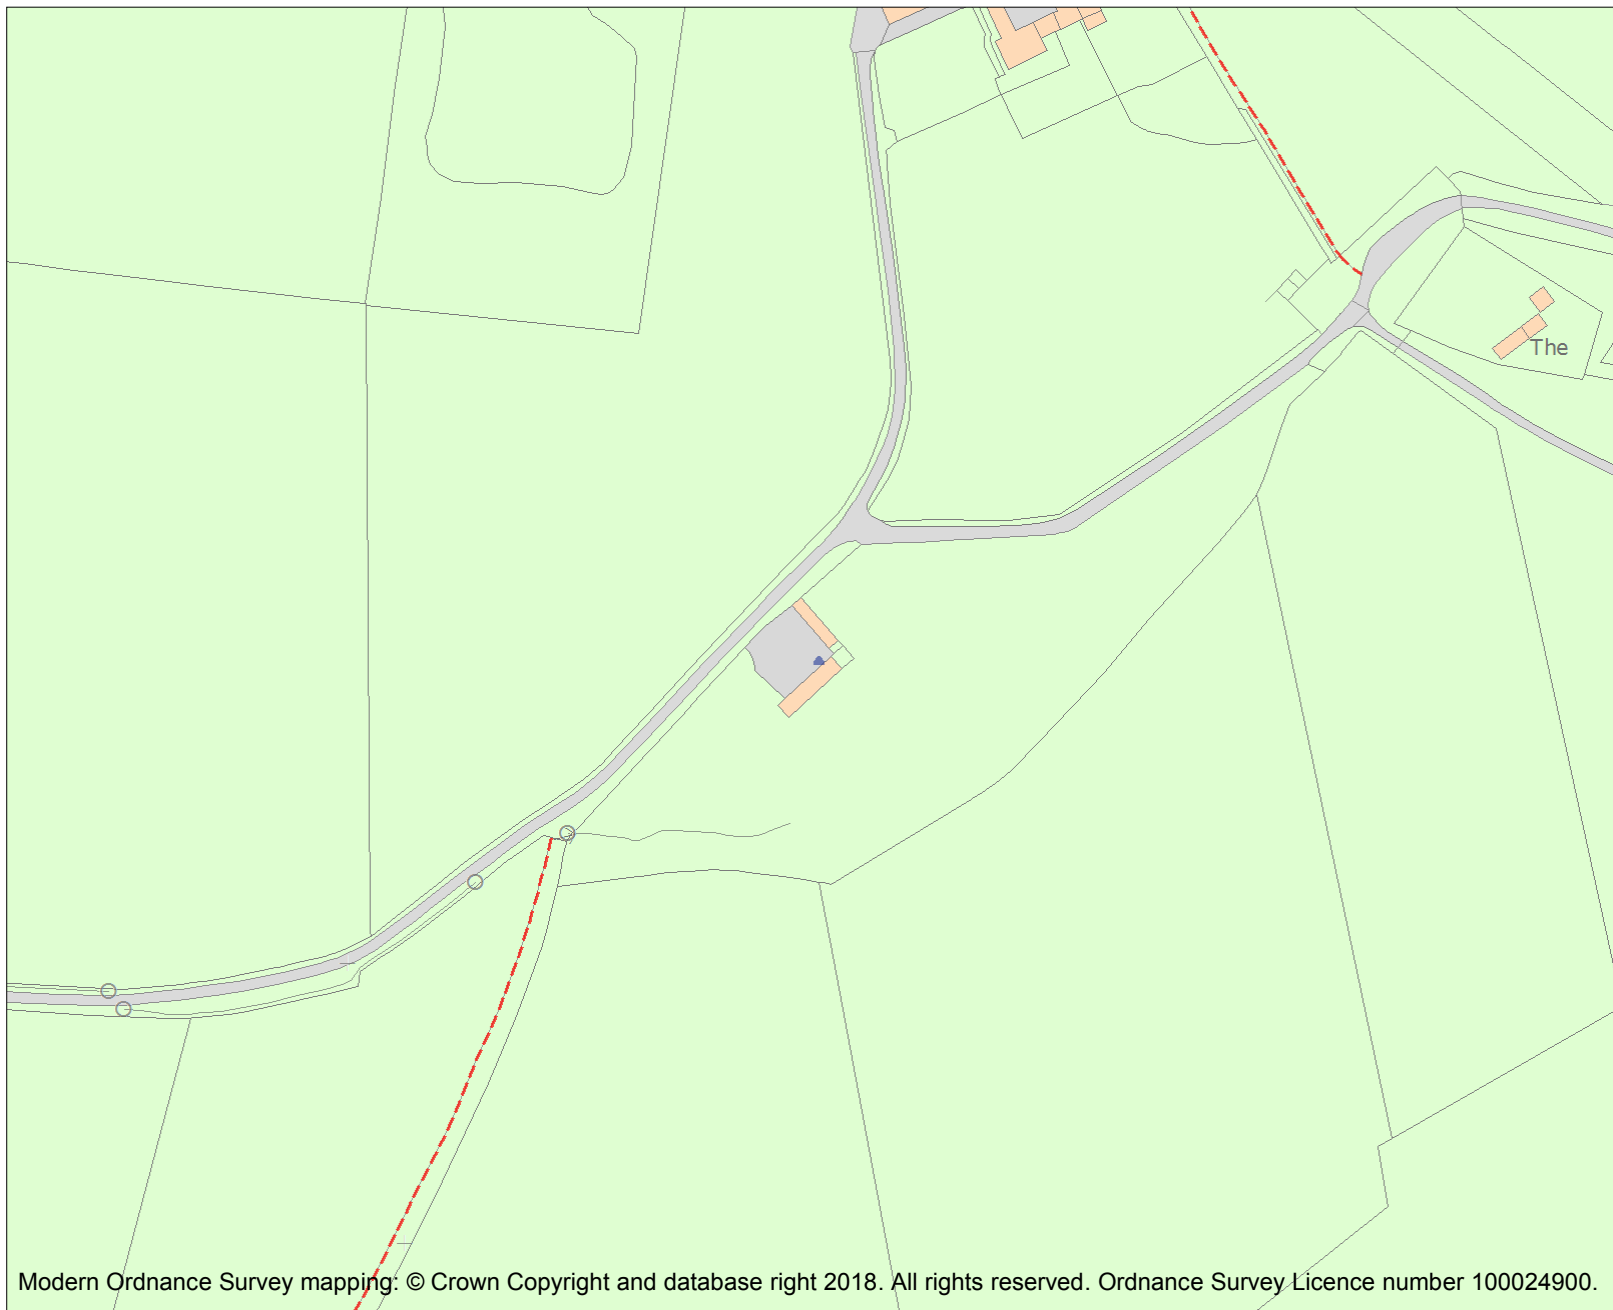 The
Modern Ordnance Survey mapping: © Crown Copyright and database right 2018. All rights reserved. Ordnance Survey Licence number 100024900.